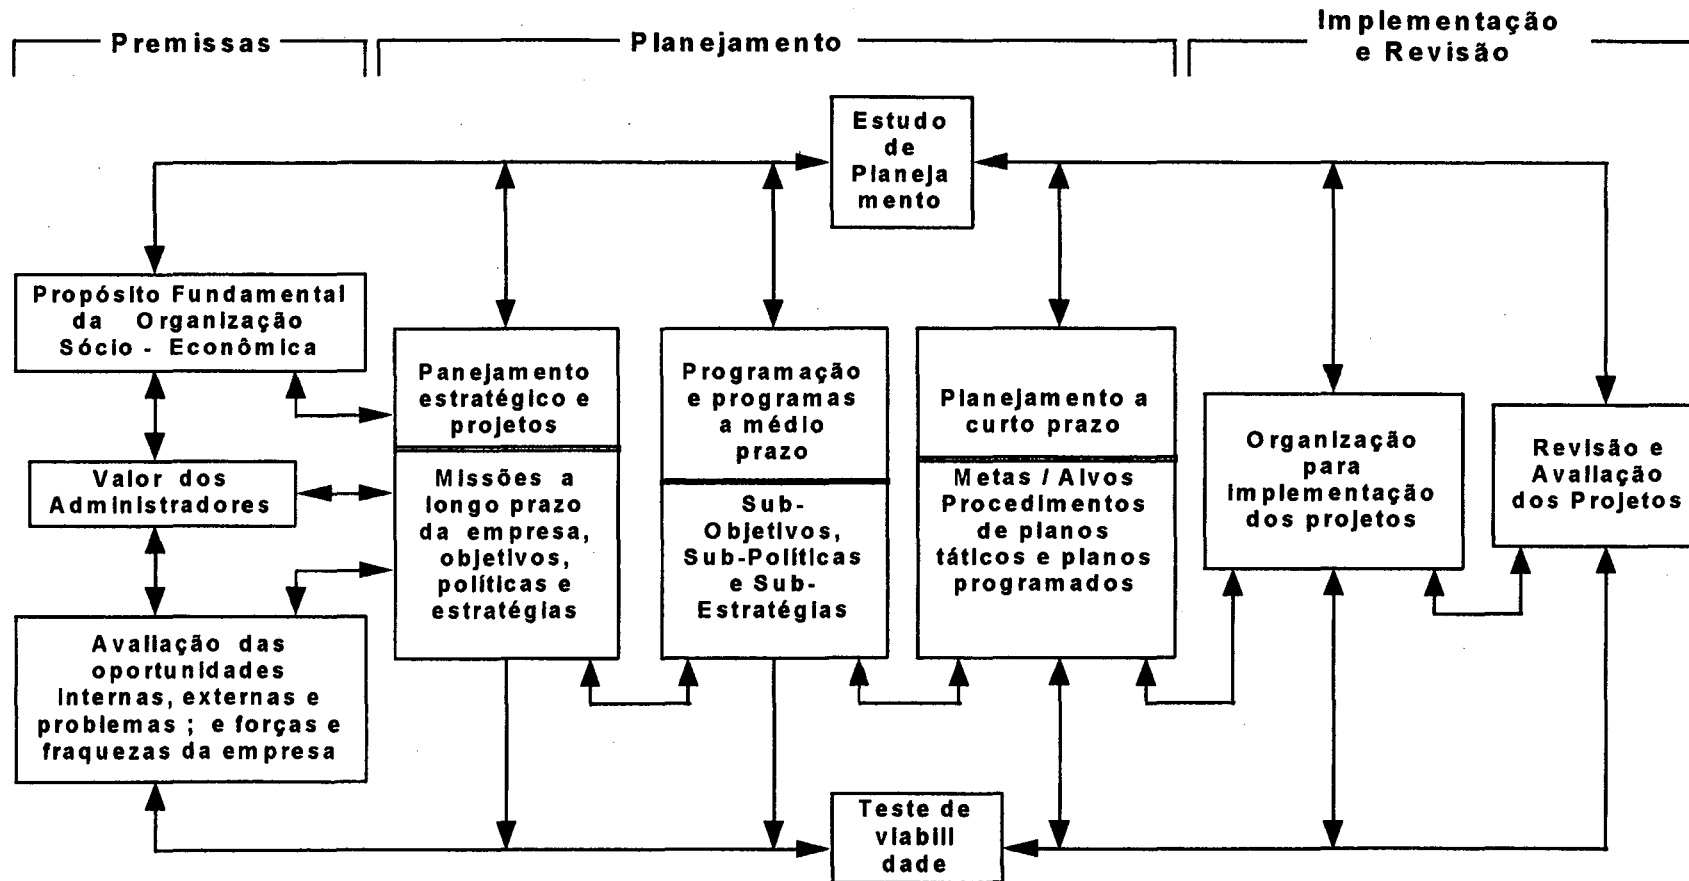 Premissas
Planejamento
Implementação
e Revisão
Estudo
de
Planeja
mento
Propósito Fundamental
da Organização
Sócio - Econômica
Valor dos
Administradores
Avaliação das
oportunidades
internas, externas e
problemas ; e forças e
fraquezas da empresa
Panejamento
estratégico e
projetos
Missões a
longo prazo
da empresa,
objetivos,
políticas e
estratégias
Programação
e programas
a médio
prazo
Sub-
Objetivos,
Sub-Políticas
e Sub-
Estratégias
Planejamento a
curto prazo
Metas / Alvos
Procedimentos
de planos
táticos e planos
programados
Organização
para
implementação
dos projetos
Revisão e
Avaliação
dos Projetos
Teste de
viabili
dade